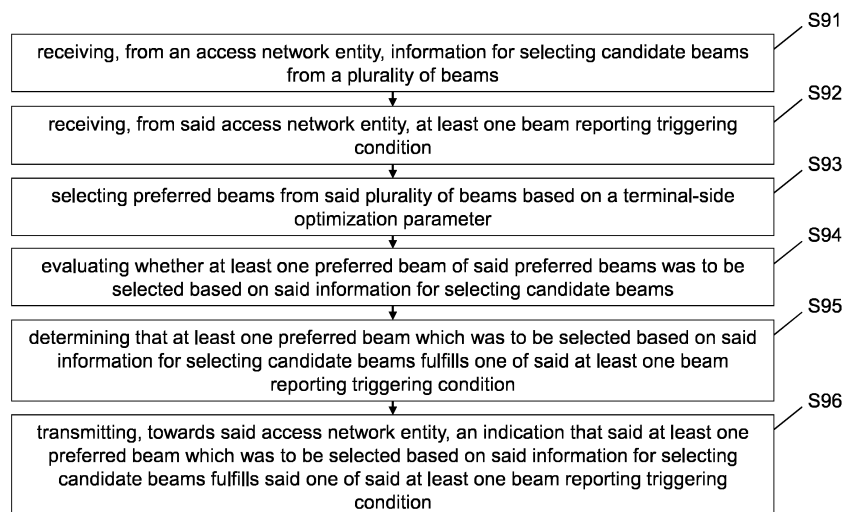 S91
receiving, from an access network entity, information for selecting candidate beams
from a plurality of beams
S92
receiving, from said access network entity, at least one beam reporting triggering
condition
S93
selecting preferred beams from said plurality of beams based on a terminal-side
optimization parameter
S94
evaluating whether at least one preferred beam of said preferred beams was to be
selected based on said information for selecting candidate beams
S95
determining that at least one preferred beam which was to be selected based on said
information for selecting candidate beams fulfills one of said at least one beam
reporting triggering condition
S96
transmitting, towards said access network entity, an indication that said at least one
preferred beam which was to be selected based on said information for selecting
candidate beams fulfills said one of said at least one beam reporting triggering
condition